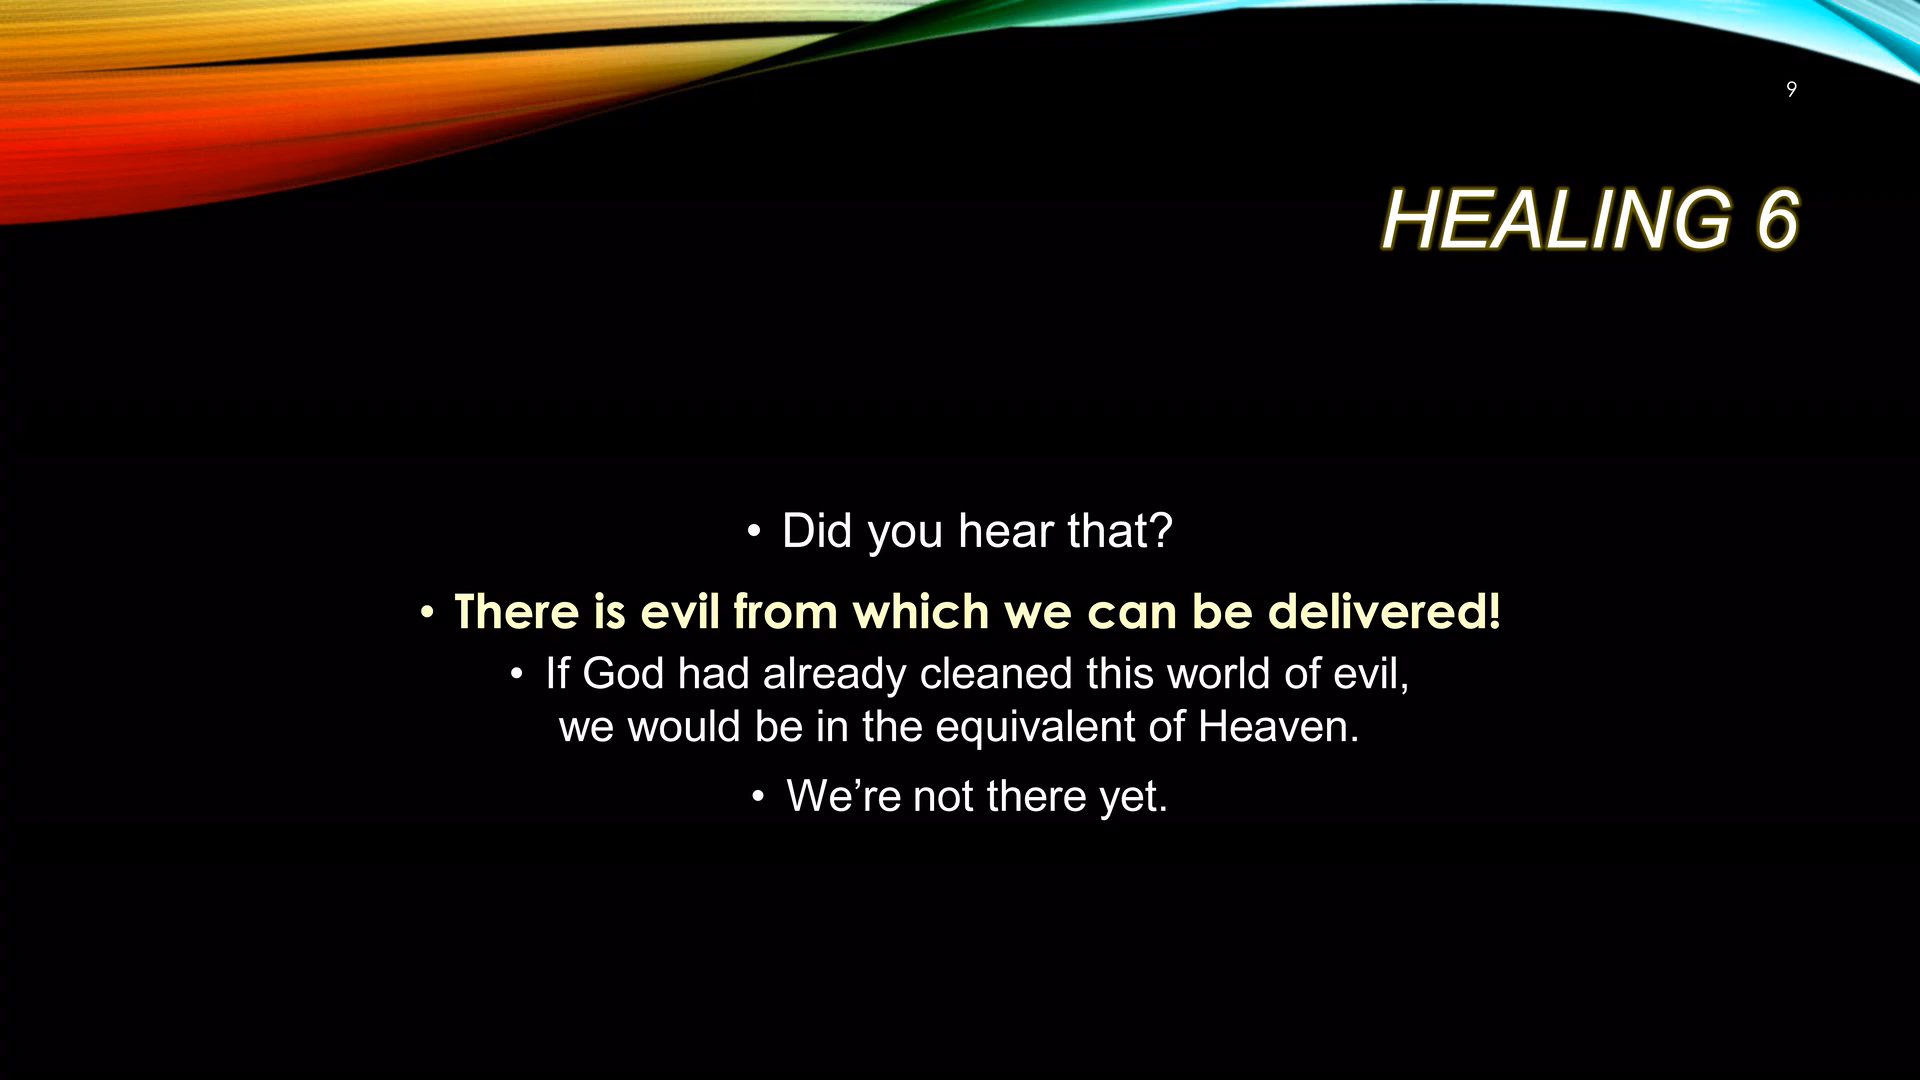 9
HEALING 6
• Did you hear that?
• There is evil from which we can be delivered!
• If God had already cleaned this world of evil,
we would be in the equivalent of Heaven.
• We’re not there yet.